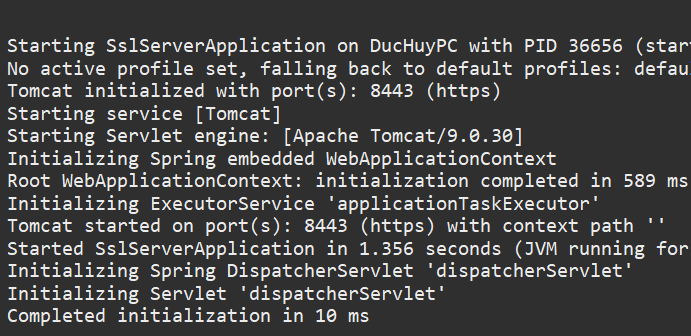 Starting SslServerApplication on DucHuyPC with PID 36656 (star
No active profile set, falling back to default profiles: defau
Tomcat initialized with port(s): 8443 (https)
Starting service [Tomcat]
Starting Servlet engine: [Apache Tomcat/9.0.30]
Initializing Spring embedded WebApplicationContext
Root WebApplicationContext: initialization completed in 589 ms
Initializing ExecutorService 'applicationTaskExecutor'
Tomcat started on port(s): 8443 (https) with context path ''
Started SslServerApplication in 1.356 seconds (JVM running for
Initializing Spring DispatcherServlet 'dispatcherServlet'
Initializing Servlet 'dispatcherServlet'
Completed initialization in 10 ms